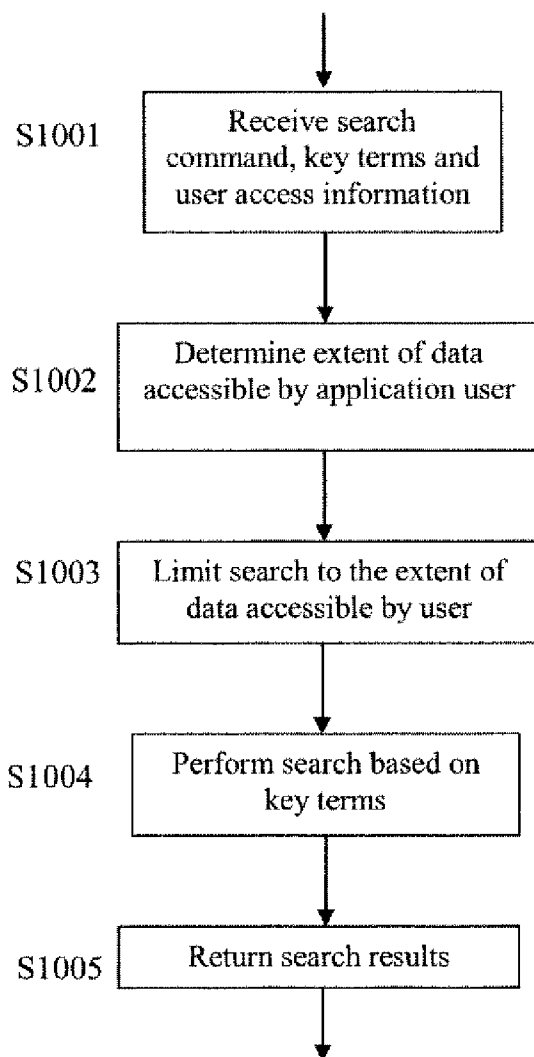 S1001
Receive search
command, key terms and
user access information
S1002
Determine extent of data
accessible by application user
S1003
Limit search to the extent of
data accessible by user
S1004
Perform search based on
key terms
S1005
Return search results